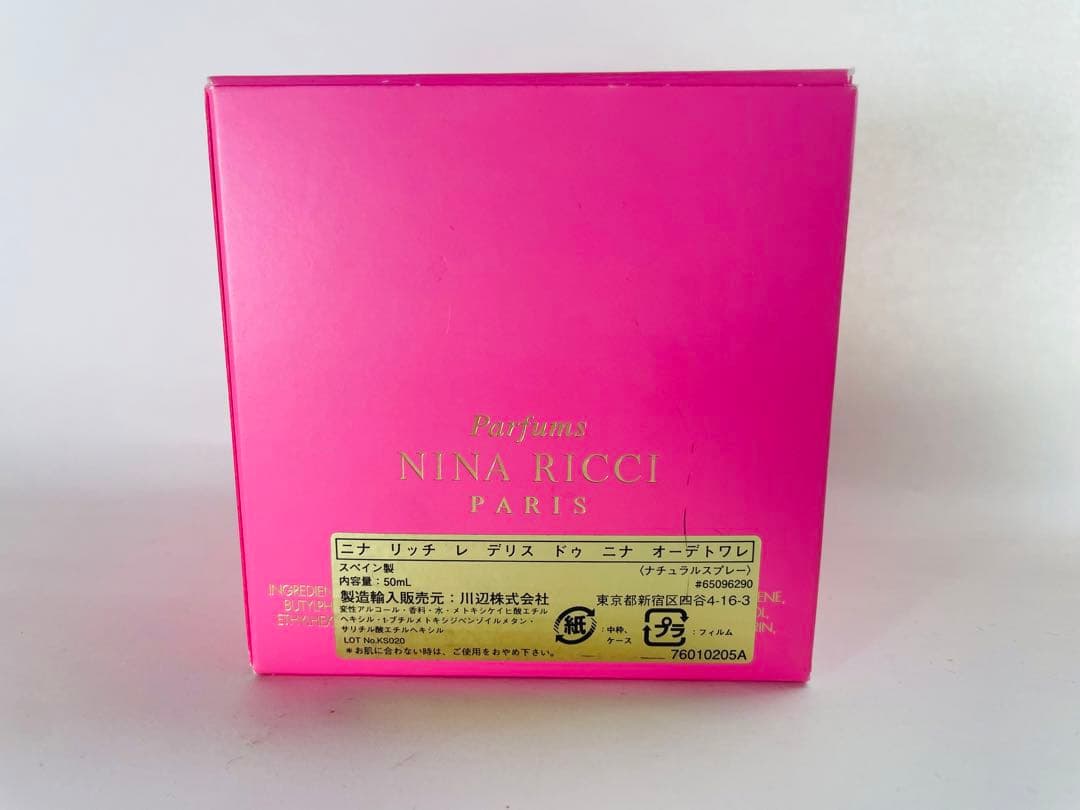 Parfums
NINA RICCI
PARIS
ニナ リッチ レ デリス ドゥ ニナ オーデトワレ
スペイン製 〈ナチュラルスプレー〉
内容量：50mL #65096290
製造輸入販売元：川辺株式会社 東京都新宿区四谷4-16-3
変性アルコール・香料・水・メトキシケイヒ酸エチル
ヘキシル・t-ブチルメトキシジベンゾイルメタン・
サリチル酸エチルヘキシル
紙 ：中枠、ケース プラ ：フィルム
LOT No.KS020
＊お肌に合わない時は、ご使用をおやめ下さい。 76010205A